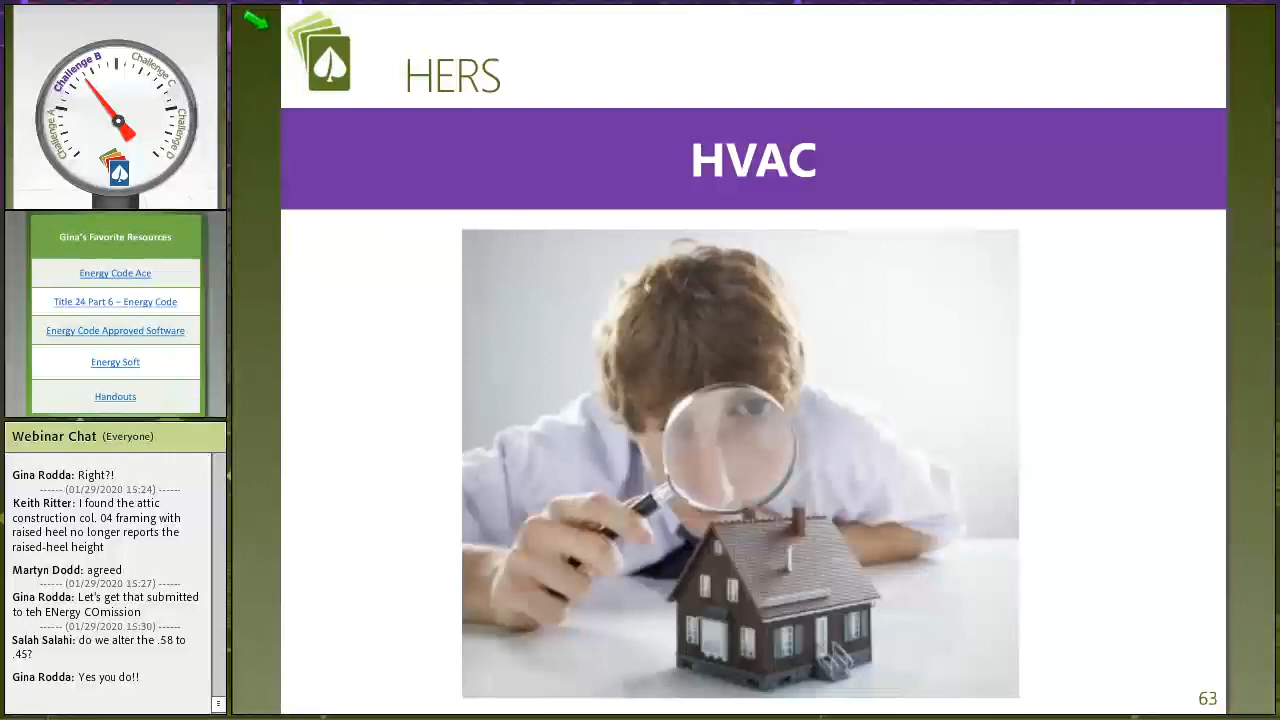 Challenge A
Challenge B
Challenge C
Challenge D
HERS
HVAC
Gina's Favorite Resources
Energy Code Ace
Title 24 Part 6 – Energy Code
Energy Code Approved Software
Energy Soft
Handouts
Webinar Chat (Everyone)
Gina Rodda: Right?!
------ (01/29/2020 15:24) ------
Keith Ritter: I found the attic
construction col. 04 framing with
raised heel no longer reports the
raised-heel height
Martyn Dodd: agreed
------ (01/29/2020 15:27) ------
Gina Rodda: Let's get that submitted
to teh ENergy COmission
------ (01/29/2020 15:30) ------
Salah Salahi: do we alter the .58 to
.45?
Gina Rodda: Yes you do!!
63